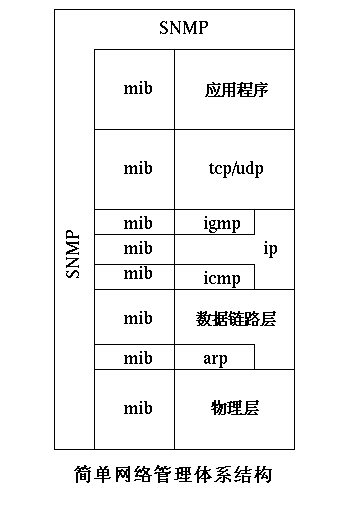 SNMP
SNMP
mib 应用程序
mib tcp/udp
mib igmp
mib ip
mib icmp
mib 数据链路层
mib arp
mib 物理层
简单网络管理体系结构